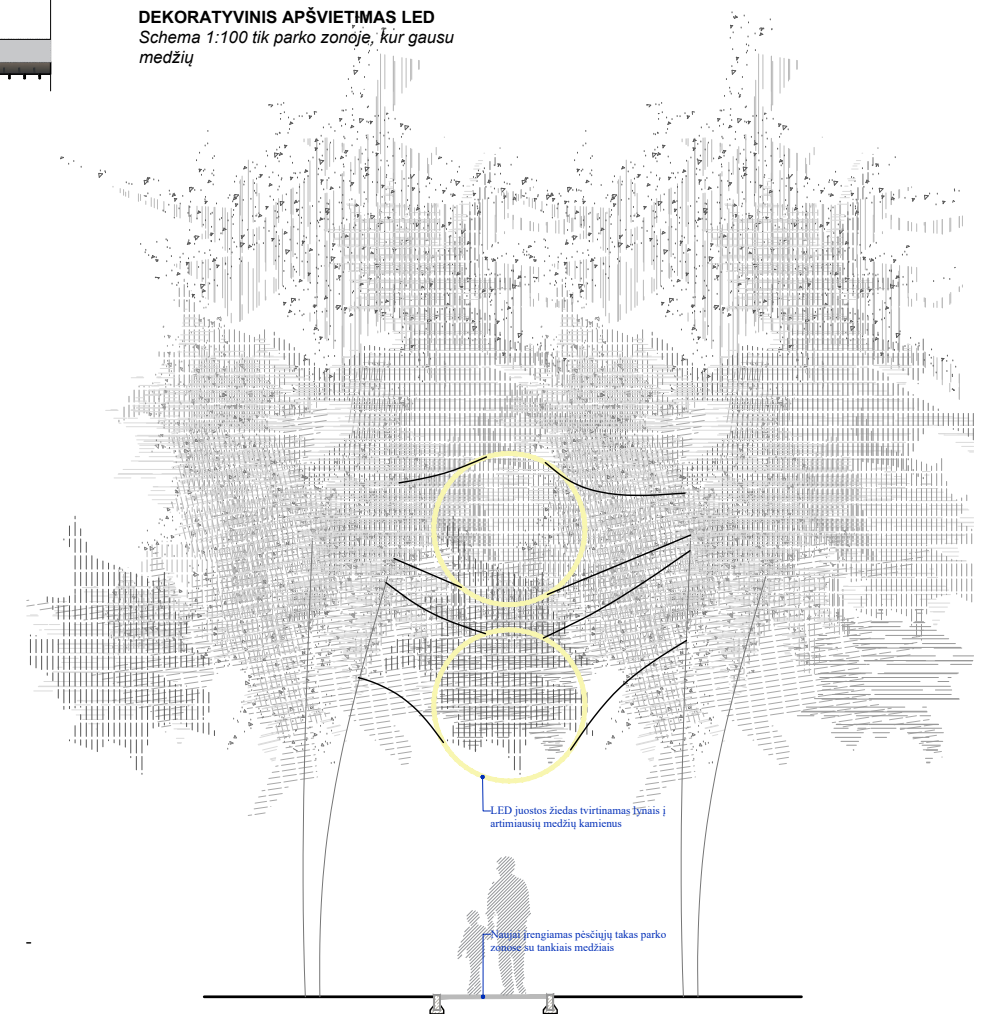 DEKORATYVINIS APŠVIETIMAS LED
Schema 1:100 tik parko zonoje, kur gausu
medžių
LED juostos žiedas tvirtinamas lynais į
artimiausių medžių kamienus
Naujai įrengiamas pėsčiųjų takas parko
zonose su tankiais medžiais